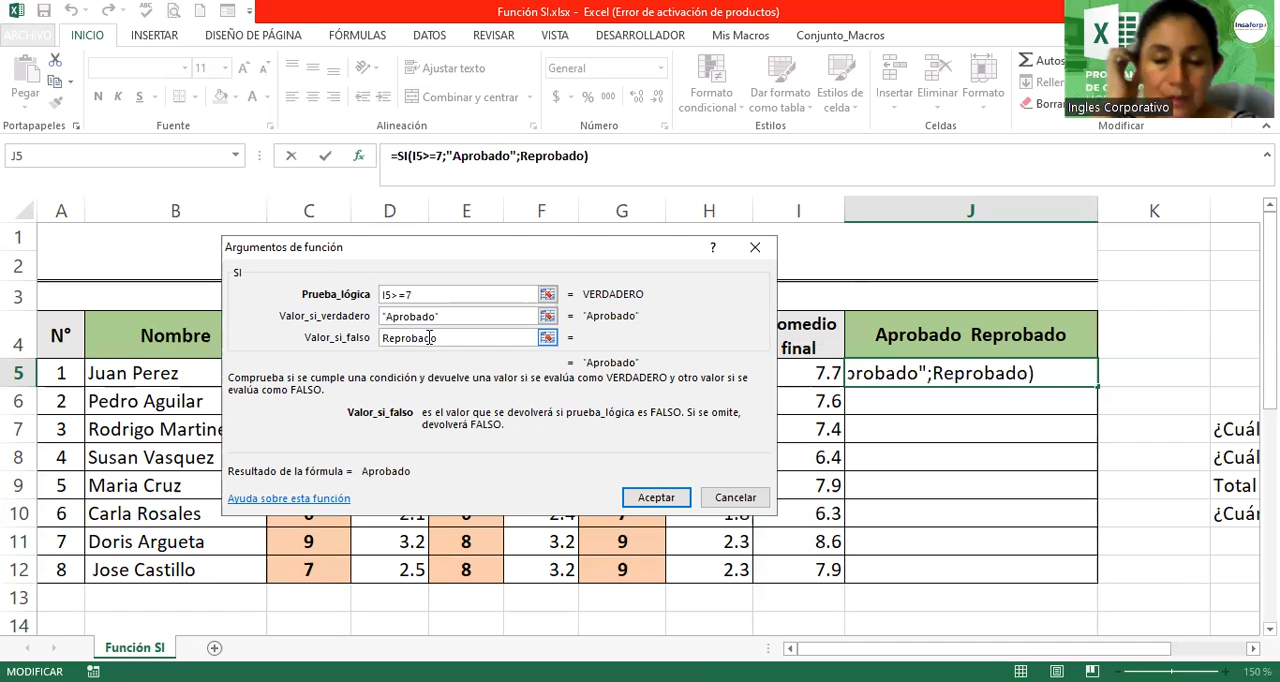 Función SI.xlsx - Excel (Error de activación de productos)
ARCHIVO INICIO INSERTAR DISEÑO DE PÁGINA FÓRMULAS DATOS REVISAR VISTA DESARROLLADOR Mis Macros Conjunto_Macros
Pegar
N K S
11
Ajustar texto
Combinar y centrar
General
$ % 000
Formato condicional
Dar formato como tabla
Estilos de celda
Insertar Eliminar Formato
Autos
Rellen
Borra
Portapapeles Fuente Alineación Número Estilos Celdas Modificar
Insaforp
Ingles Corporativo
J5 fx =SI(I5>=7;"Aprobado";Reprobado)
A B C D E F G H I J K
1
2
3
4 N° Nombre omedio final Aprobado Reprobado
5 1 Juan Perez 7.7 probado";Reprobado)
6 2 Pedro Aguilar 7.6
7 3 Rodrigo Martine 7.4 ¿Cuál
8 4 Susan Vasquez 6.4 ¿Cuál
9 5 Maria Cruz 7.9 Total
10 6 Carla Rosales 2.1 2.4 6.3 ¿Cuán
11 7 Doris Argueta 9 3.2 8 3.2 9 2.3 8.6
12 8 Jose Castillo 7 2.5 8 3.2 9 2.3 7.9
13
14
Argumentos de función ?
SI
Prueba_lógica I5>=7 = VERDADERO
Valor_si_verdadero "Aprobado" = "Aprobado"
Valor_si_falso Reprobado =
= "Aprobado"
Comprueba si se cumple una condición y devuelve una valor si se evalúa como VERDADERO y otro valor si se
evalúa como FALSO.
Valor_si_falso es el valor que se devolverá si prueba_lógica es FALSO. Si se omite,
devolverá FALSO.
Resultado de la fórmula = Aprobado
Ayuda sobre esta función Aceptar Cancelar
Función SI
MODIFICAR 150 %